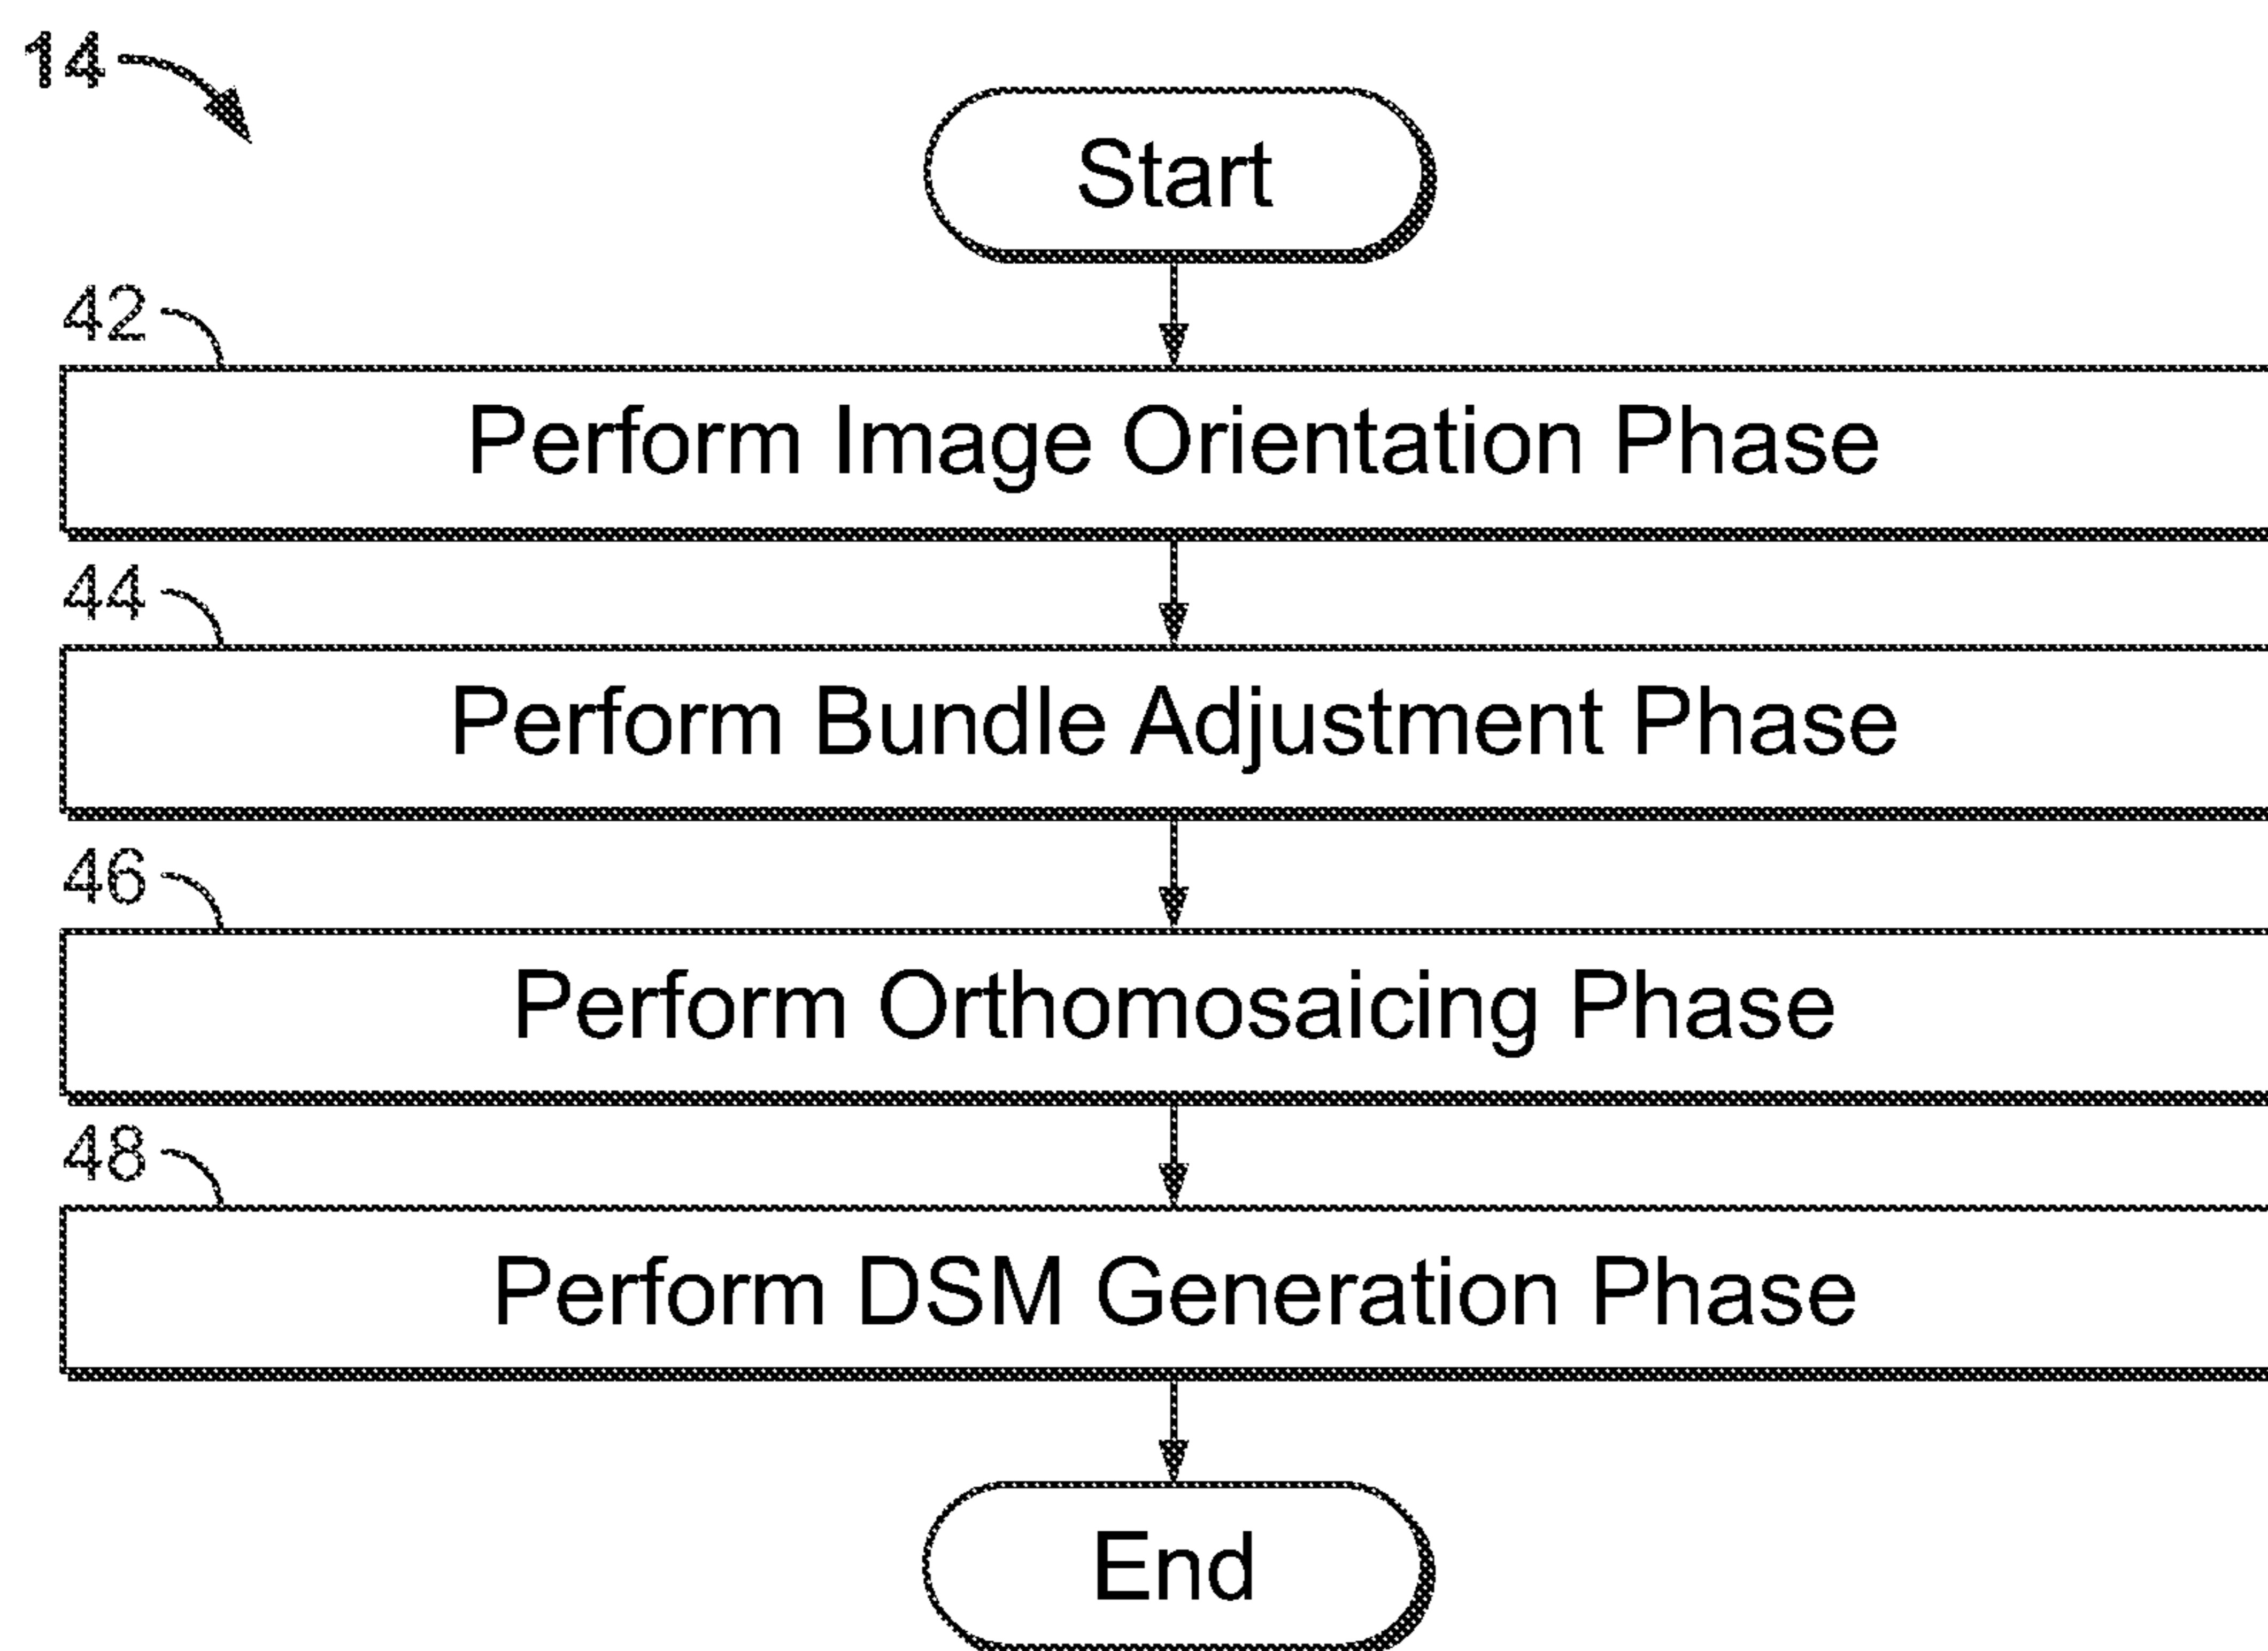 14
Start
42
Perform Image Orientation Phase
44
Perform Bundle Adjustment Phase
46
Perform Orthomosaicing Phase
48
Perform DSM Generation Phase
End